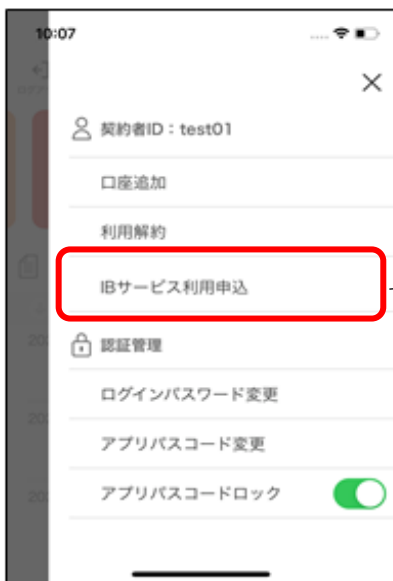 10:07
契約者ID：test01
口座追加
利用解約
IBサービス利用申込
認証管理
ログインパスワード変更
アプリパスコード変更
アプリパスコードロック